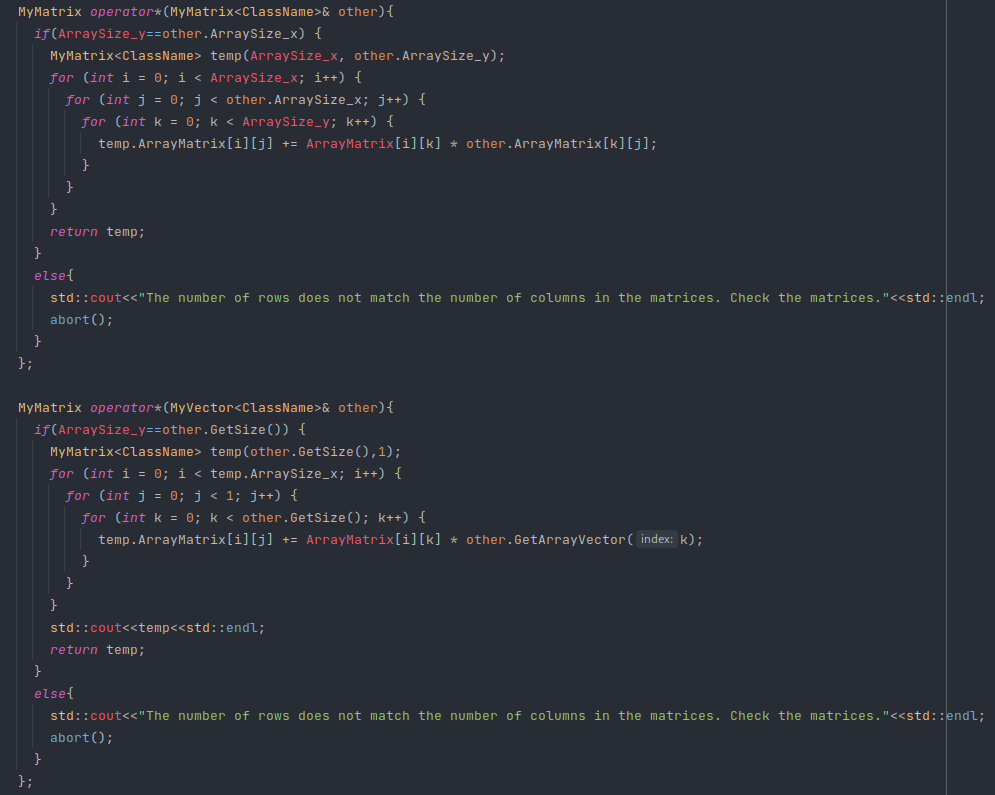 MyMatrix operator*(MyMatrix<ClassName>& other){
if(ArraySize_y==other.ArraySize_x) {
MyMatrix<ClassName> temp(ArraySize_x, other.ArraySize_y);
for (int i = 0; i < ArraySize_x; i++) {
for (int j = 0; j < other.ArraySize_x; j++) {
for (int k = 0; k < ArraySize_y; k++) {
temp.ArrayMatrix[i][j] += ArrayMatrix[i][k] * other.ArrayMatrix[k][j];
}
}
}
return temp;
}
else{
std::cout<<"The number of rows does not match the number of columns in the matrices. Check the matrices."<<std::endl;
abort();
}
};
MyMatrix operator*(MyVector<ClassName>& other){
if(ArraySize_y==other.GetSize()) {
MyMatrix<ClassName> temp(other.GetSize(),1);
for (int i = 0; i < temp.ArraySize_x; i++) {
for (int j = 0; j < 1; j++) {
for (int k = 0; k < other.GetSize(); k++) {
temp.ArrayMatrix[i][j] += ArrayMatrix[i][k] * other.GetArrayVector( index: k);
}
}
}
std::cout<<temp<<std::endl;
return temp;
}
else{
std::cout<<"The number of rows does not match the number of columns in the matrices. Check the matrices."<<std::endl;
abort();
}
};